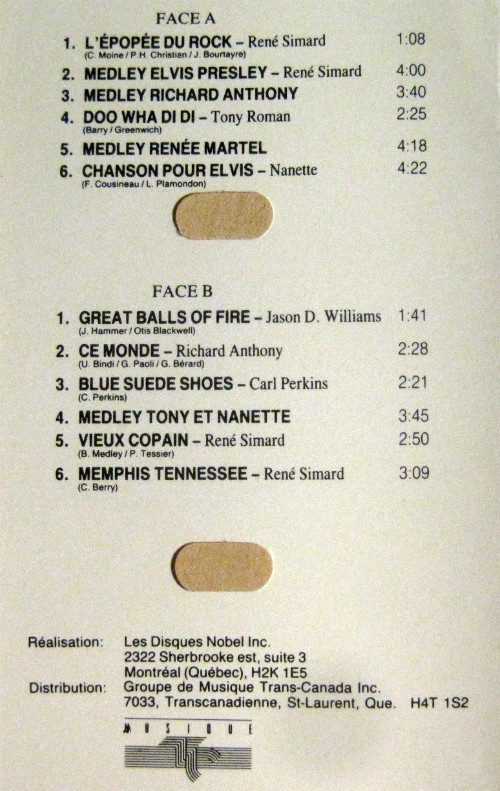 FACE A
1. L'ÉPOPÉE DU ROCK – René Simard 1:08
(C. Moine / P.H. Christian / J. Bourtayre)
2. MEDLEY ELVIS PRESLEY – René Simard 4:00
3. MEDLEY RICHARD ANTHONY 3:40
4. DOO WHA DI DI – Tony Roman 2:25
(Barry / Greenwich)
5. MEDLEY RENÉE MARTEL 4:18
6. CHANSON POUR ELVIS – Nanette 4:22
(F. Cousineau / L. Plamondon)
FACE B
1. GREAT BALLS OF FIRE – Jason D. Williams 1:41
(J. Hammer / Otis Blackwell)
2. CE MONDE – Richard Anthony 2:28
(U. Bindi / G. Paoli / G. Bérard)
3. BLUE SUEDE SHOES – Carl Perkins 2:21
(C. Perkins)
4. MEDLEY TONY ET NANETTE 3:45
5. VIEUX COPAIN – René Simard 2:50
(B. Medley / P. Tessier)
6. MEMPHIS TENNESSEE – René Simard 3:09
(C. Berry)
Réalisation: Les Disques Nobel Inc.
2322 Sherbrooke est, suite 3
Montréal (Québec), H2K 1E5
Distribution: Groupe de Musique Trans-Canada Inc.
7033, Transcanadienne, St-Laurent, Que. H4T 1S2
MUSIQUE